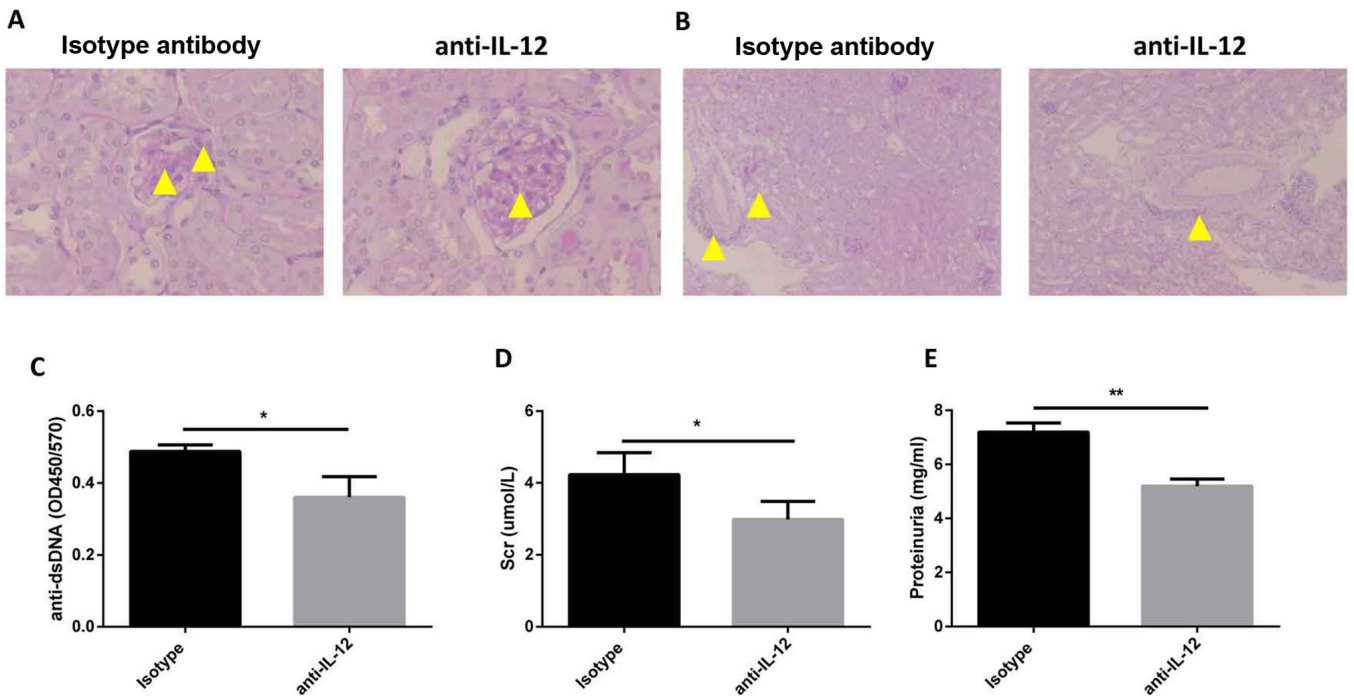 A
Isotype antibody
anti-IL-12
B
Isotype antibody
anti-IL-12
C
anti-dsDNA (OD450/570)
0.6
0.4
0.2
0.0
*
Isotype
anti-IL-12
D
Scr (umol/L)
6
4
2
0
*
Isotype
anti-IL-12
E
Proteinuria (mg/ml)
8
6
4
2
0
**
Isotype
anti-IL-12